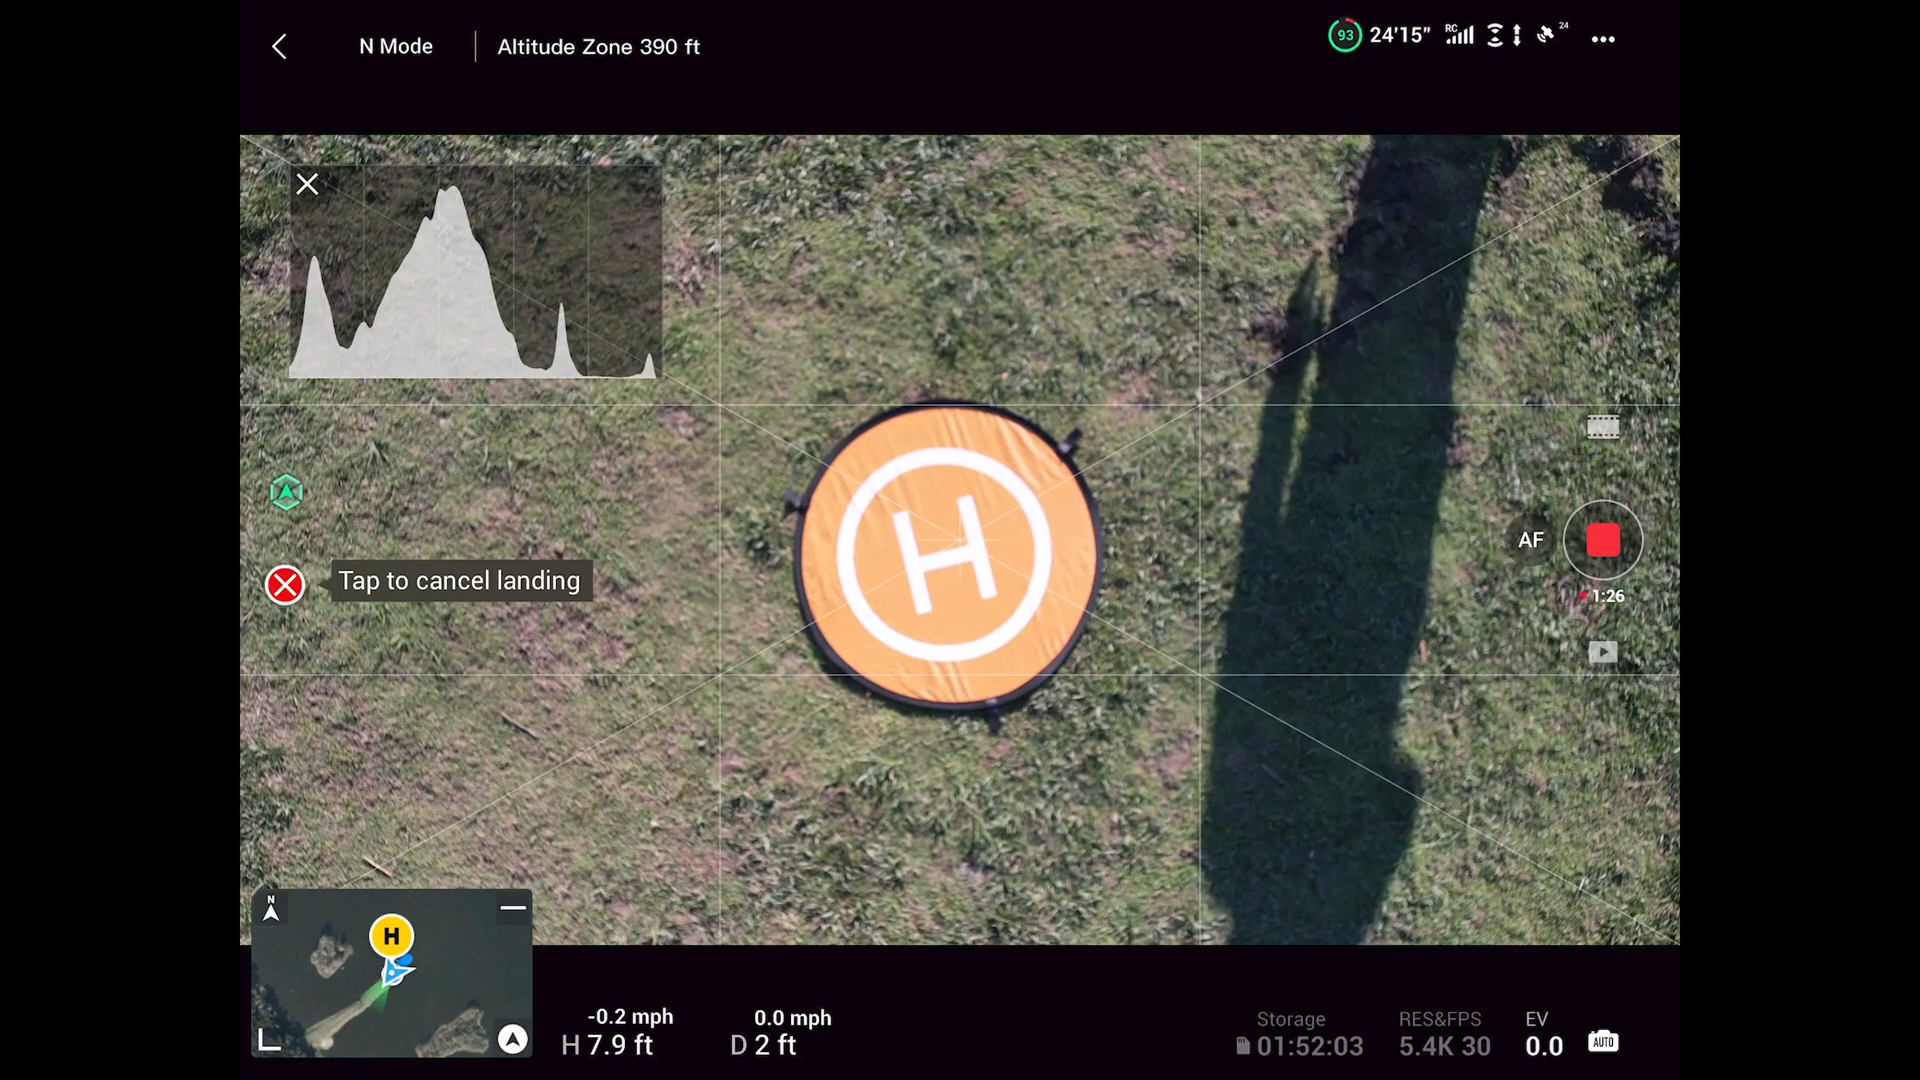 N Mode
Altitude Zone 390 ft
93
24'15"
RC
24
Tap to cancel landing
H
AF
1:26
N
H
-0.2 mph
H 7.9 ft
0.0 mph
D 2 ft
Storage
01:52:03
RES&FPS
5.4K 30
EV
0.0
AUTO